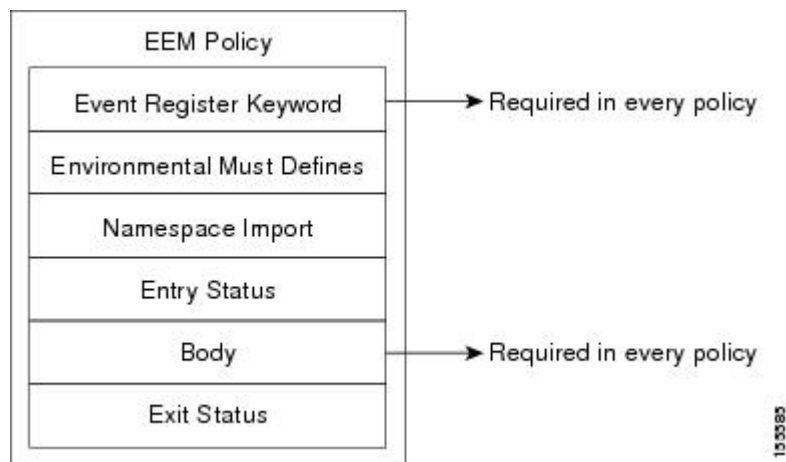 EEM Policy
Event Register Keyword
Required in every policy
Environmental Must Defines
Namespace Import
Entry Status
Body
Required in every policy
Exit Status
155585